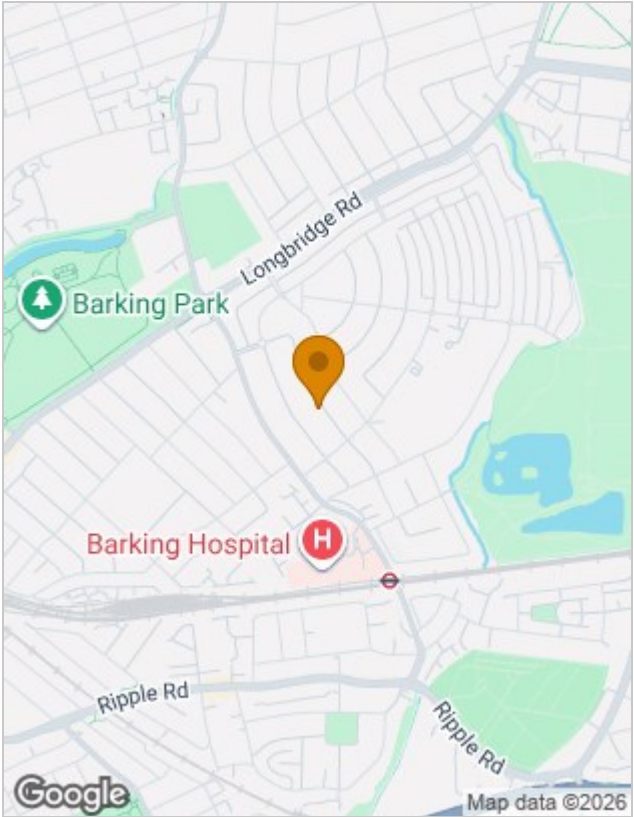 Longbridge Rd
Barking Park
Barking Hospital
H
Ripple Rd
Ripple Rd
Google
Map data ©2026